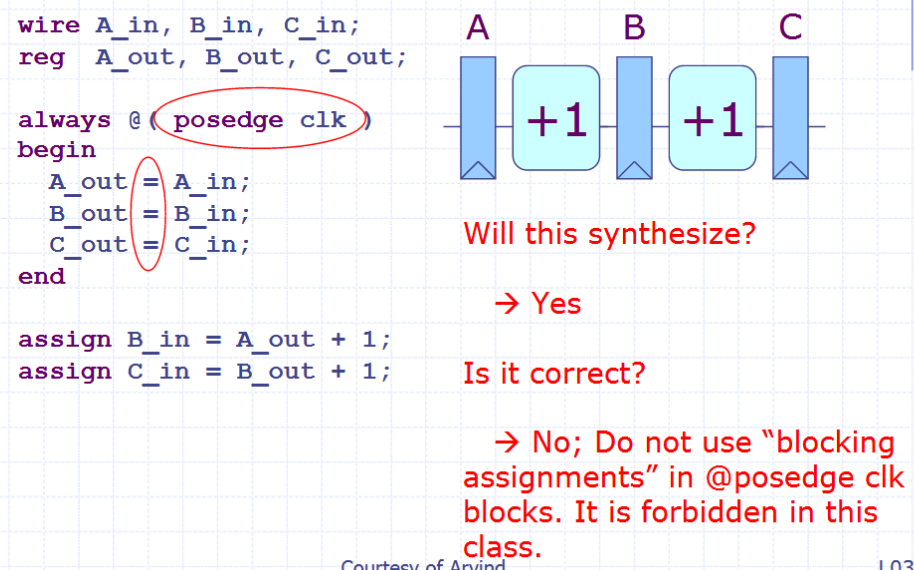 wire A_in, B_in, C_in;
reg A_out, B_out, C_out;
always @( posedge clk )
begin
A_out = A_in;
B_out = B_in;
C_out = C_in;
end
assign B_in = A_out + 1;
assign C_in = B_out + 1;
A B C
+1 +1
Will this synthesize?
→ Yes
Is it correct?
→ No; Do not use “blocking
assignments” in @posedge clk
blocks. It is forbidden in this
class.
Courtesy of Arvind L03